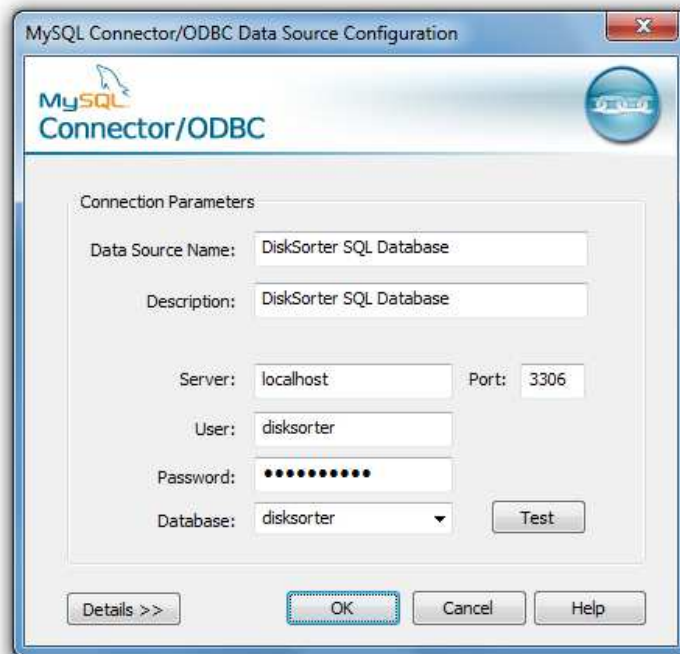 MySQL Connector/ODBC Data Source Configuration
MySQL
Connector/ODBC
Connection Parameters
Data Source Name: DiskSorter SQL Database
Description: DiskSorter SQL Database
Server: localhost Port: 3306
User: disksorter
Password: ●●●●●●●●●●
Database: disksorter Test
Details >> OK Cancel Help